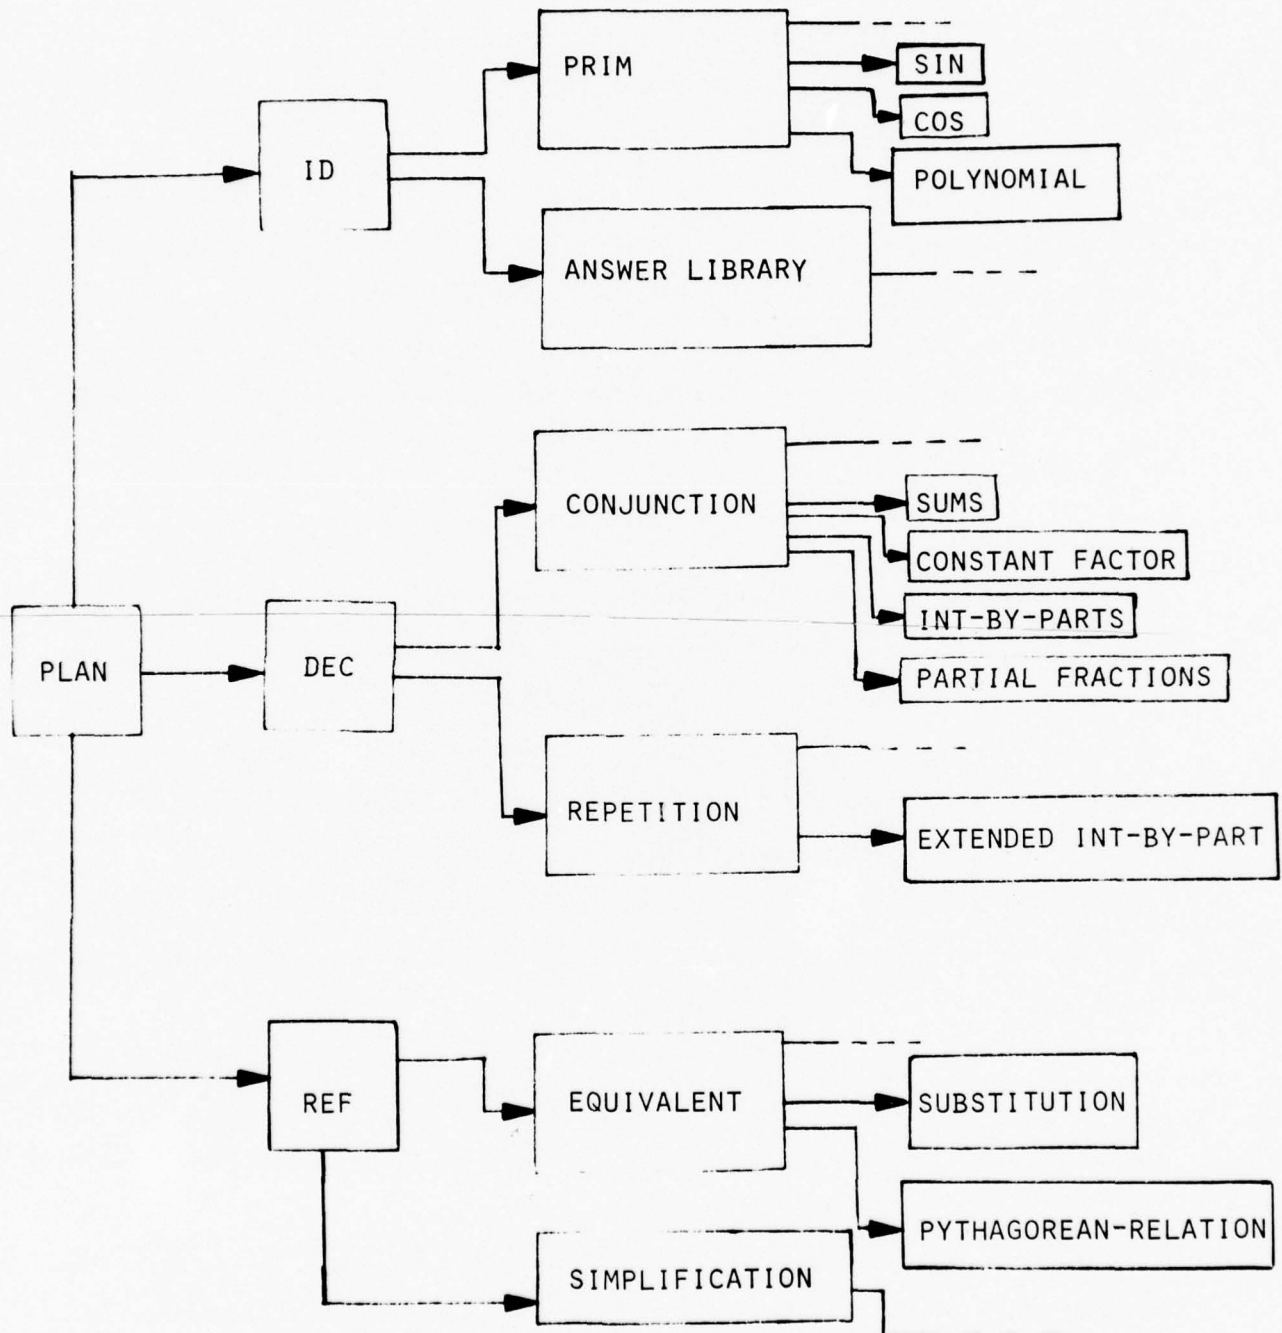 PRIM
SIN
COS
ID
POLYNOMIAL
ANSWER LIBRARY
CONJUNCTION
SUMS
CONSTANT FACTOR
INT-BY-PARTS
PLAN
DEC
PARTIAL FRACTIONS
REPETITION
EXTENDED INT-BY-PART
REF
EQUIVALENT
SUBSTITUTION
PYTHAGOREAN-RELATION
SIMPLIFICATION